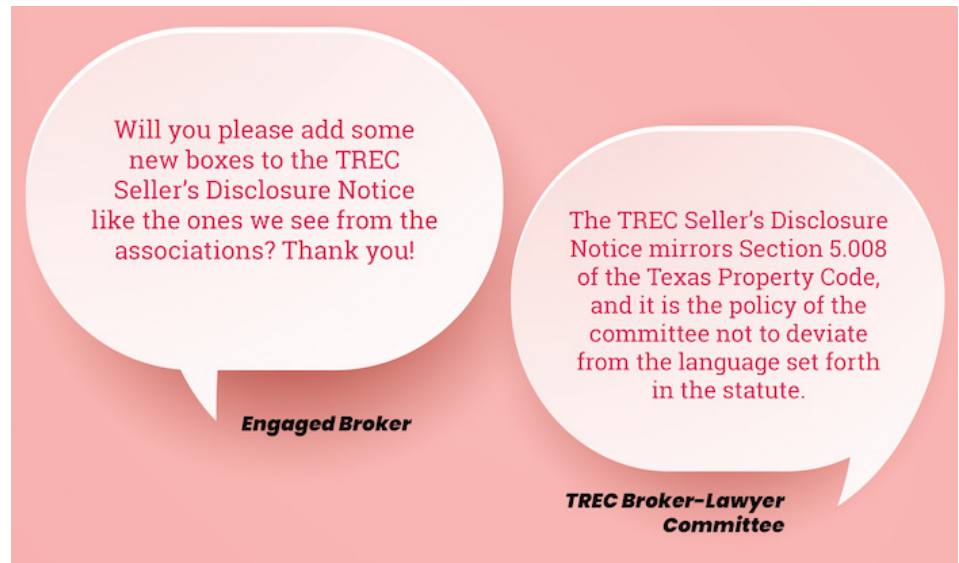 Will you please add some
new boxes to the TREC
Seller’s Disclosure Notice
like the ones we see from the
associations? Thank you!
Engaged Broker
The TREC Seller’s Disclosure
Notice mirrors Section 5.008
of the Texas Property Code,
and it is the policy of the
committee not to deviate
from the language set forth
in the statute.
TREC Broker-Lawyer
Committee